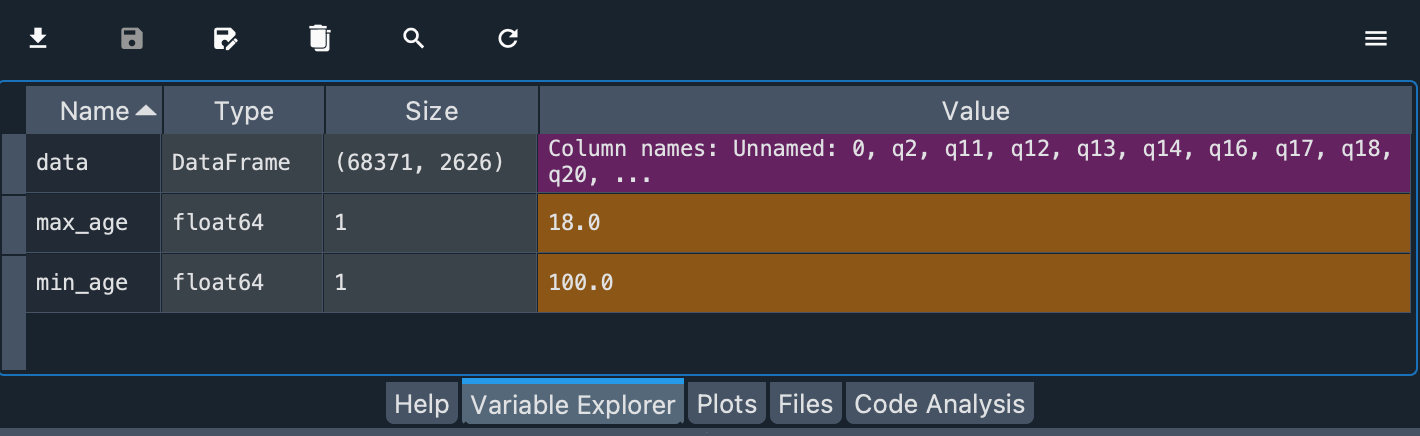 Name Type Size Value
data DataFrame (68371, 2626) Column names: Unnamed: 0, q2, q11, q12, q13, q14, q16, q17, q18,
q20, ...
max_age float64 1 18.0
min_age float64 1 100.0
Help Variable Explorer Plots Files Code Analysis